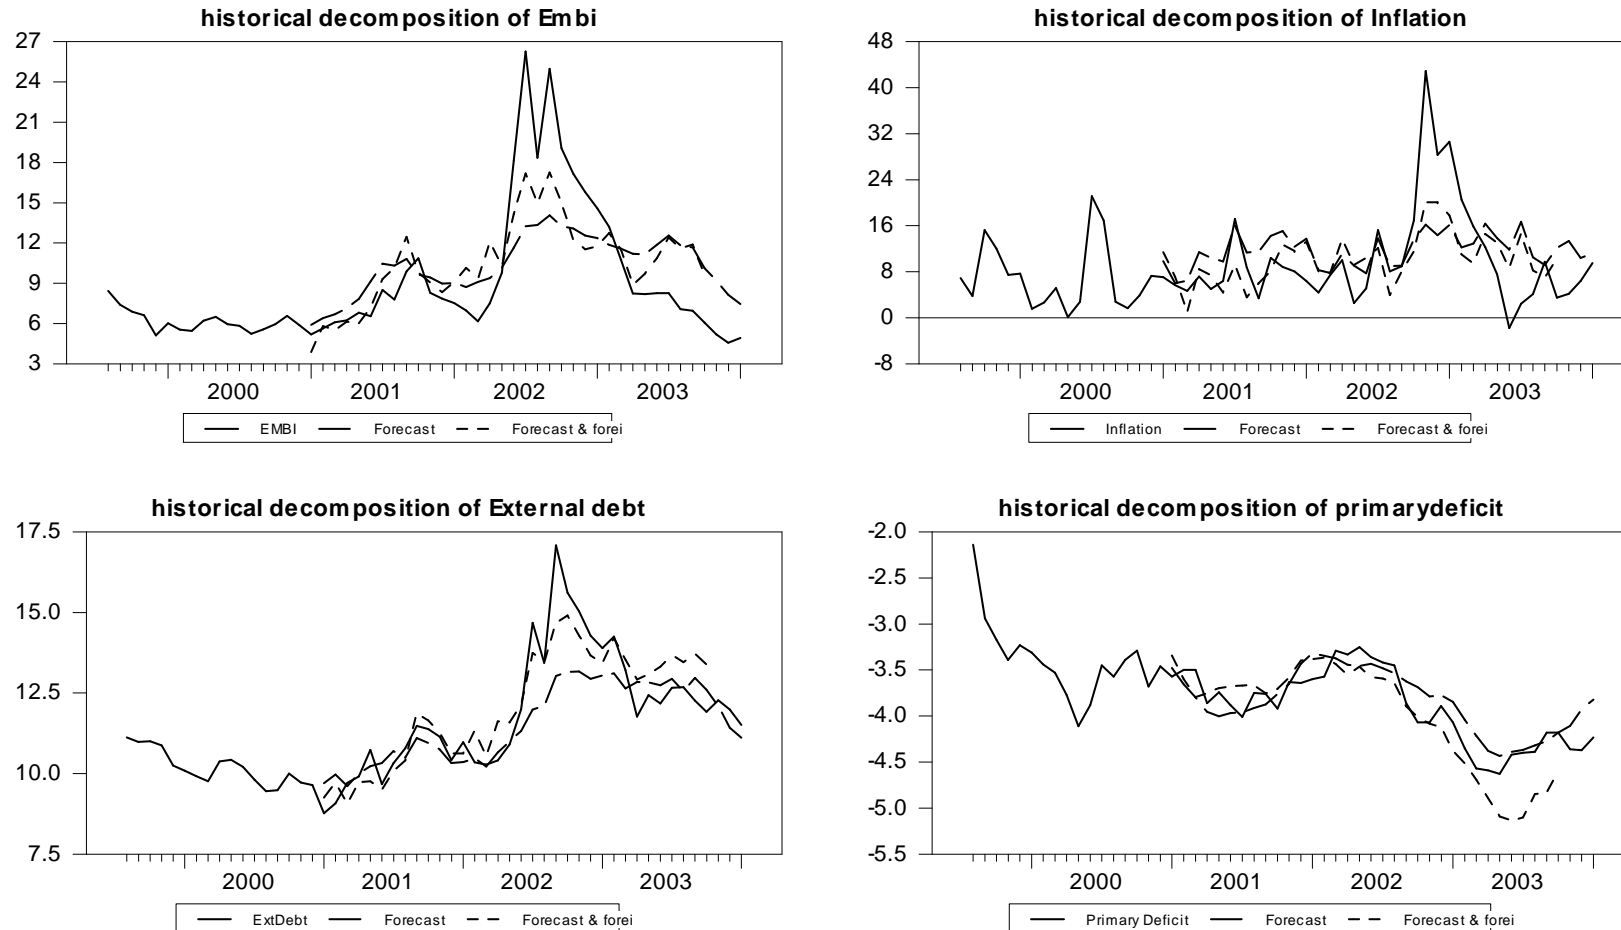 historical decomposition of Embi
27
24
21
18
15
12
9
6
3
2000 2001 2002 2003
EMBI Forecast Forecast & forei
historical decomposition of Inflation
48
40
32
24
16
8
0
-8
2000 2001 2002 2003
Inflation Forecast Forecast & forei
historical decomposition of External debt
17.5
15.0
12.5
10.0
7.5
2000 2001 2002 2003
ExtDebt Forecast Forecast & forei
historical decomposition of primarydeficit
-2.0
-2.5
-3.0
-3.5
-4.0
-4.5
-5.0
-5.5
2000 2001 2002 2003
Primary Deficit Forecast Forecast & forei